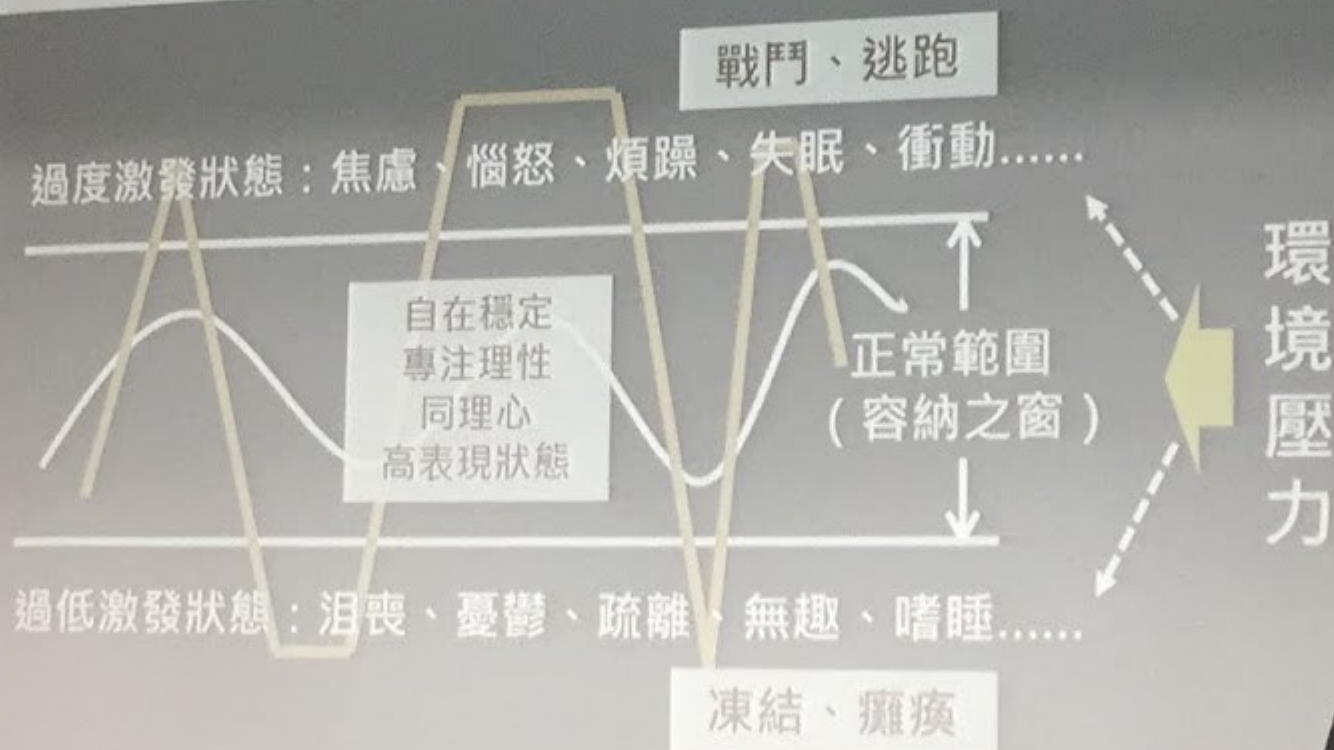 戰鬥、逃跑
過度激發狀態：焦慮、惱怒、煩躁、失眠、衝動......
自在穩定
專注理性
同理心
高表現狀態
正常範圍
（容納之窗）
環境壓力
過低激發狀態：沮喪、憂鬱、疏離、無趣、嗜睡......
凍結、癱瘓